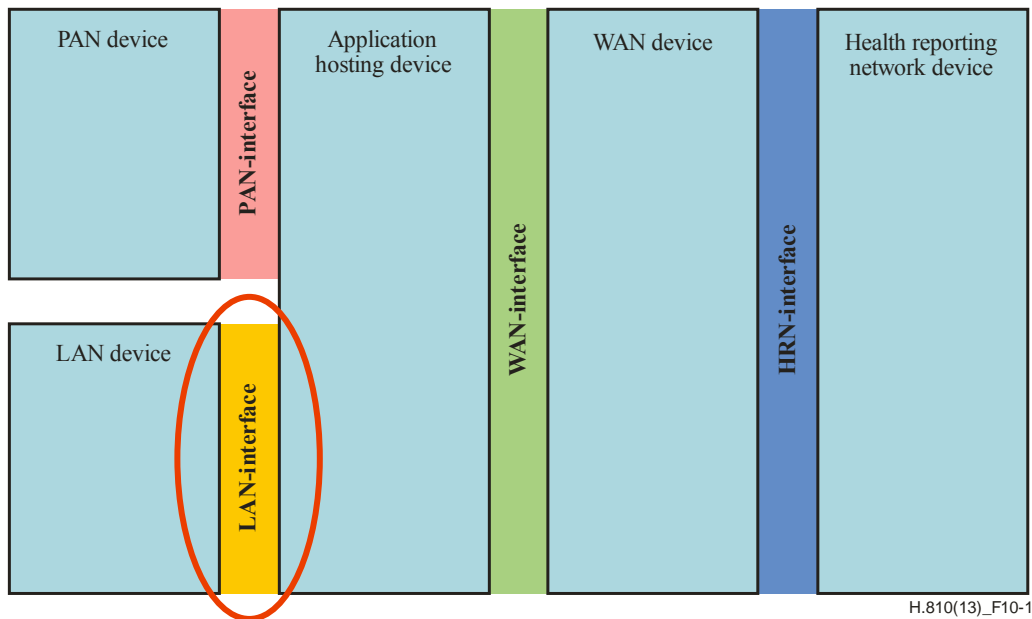 PAN device
PAN-interface
Application
hosting device
WAN-interface
WAN device
HRN-interface
Health reporting
network device
LAN device
LAN-interface
H.810(13)_F10-1